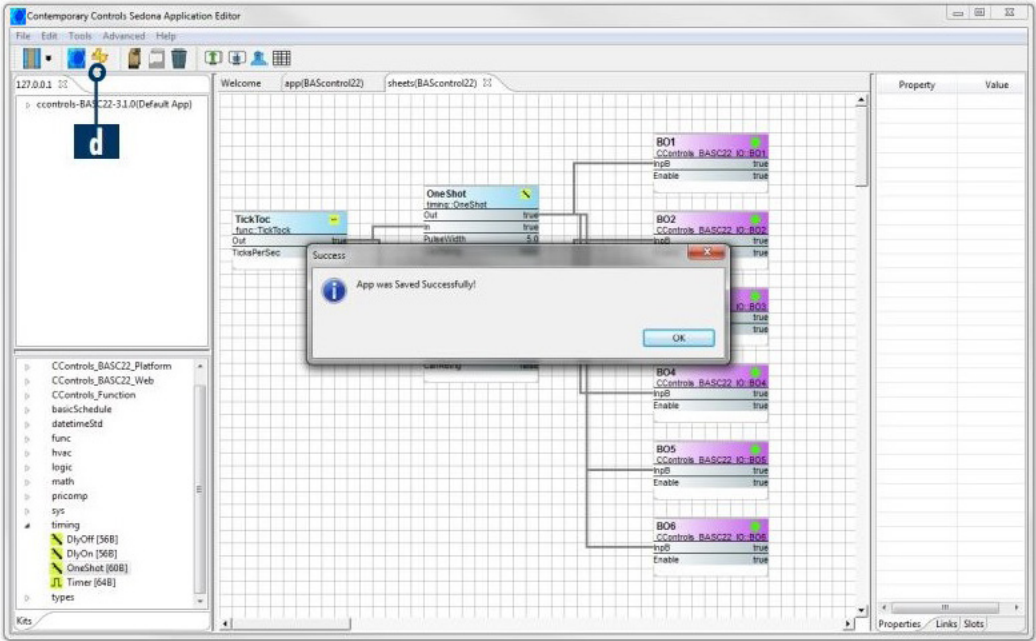 Contemporary Controls Sedona Application Editor
File Edit Tools Advanced Help
127.0.0.1
Welcome app(BAScontrol22) sheets(BAScontrol22)
Property Value
ccontrols-BASC22-3.1.0(Default App)
d
BO1
CControls_BASC22_IO::BO1
InpB true
Enable true
OneShot
timing::OneShot
Out true
In true
PulseWidth 5.0
TickToc
func::TickTock
Out true
TicksPerSec
BO2
CControls_BASC22_IO::BO2
InpB true
true
Success
App was Saved Successfully!
OK
IO::BO3
true
true
CanRetrig false
BO4
CControls_BASC22_IO::BO4
InpB true
Enable true
BO5
CControls_BASC22_IO::BO5
InpB true
Enable true
BO6
CControls_BASC22_IO::BO6
InpB true
Enable true
CControls_BASC22_Platform
CControls_BASC22_Web
CControls_Function
basicSchedule
datetimeStd
func
hvac
logic
math
pricomp
sys
timing
DlyOff [56B]
DlyOn [56B]
OneShot [60B]
Timer [64B]
types
Kits
Properties Links Slots